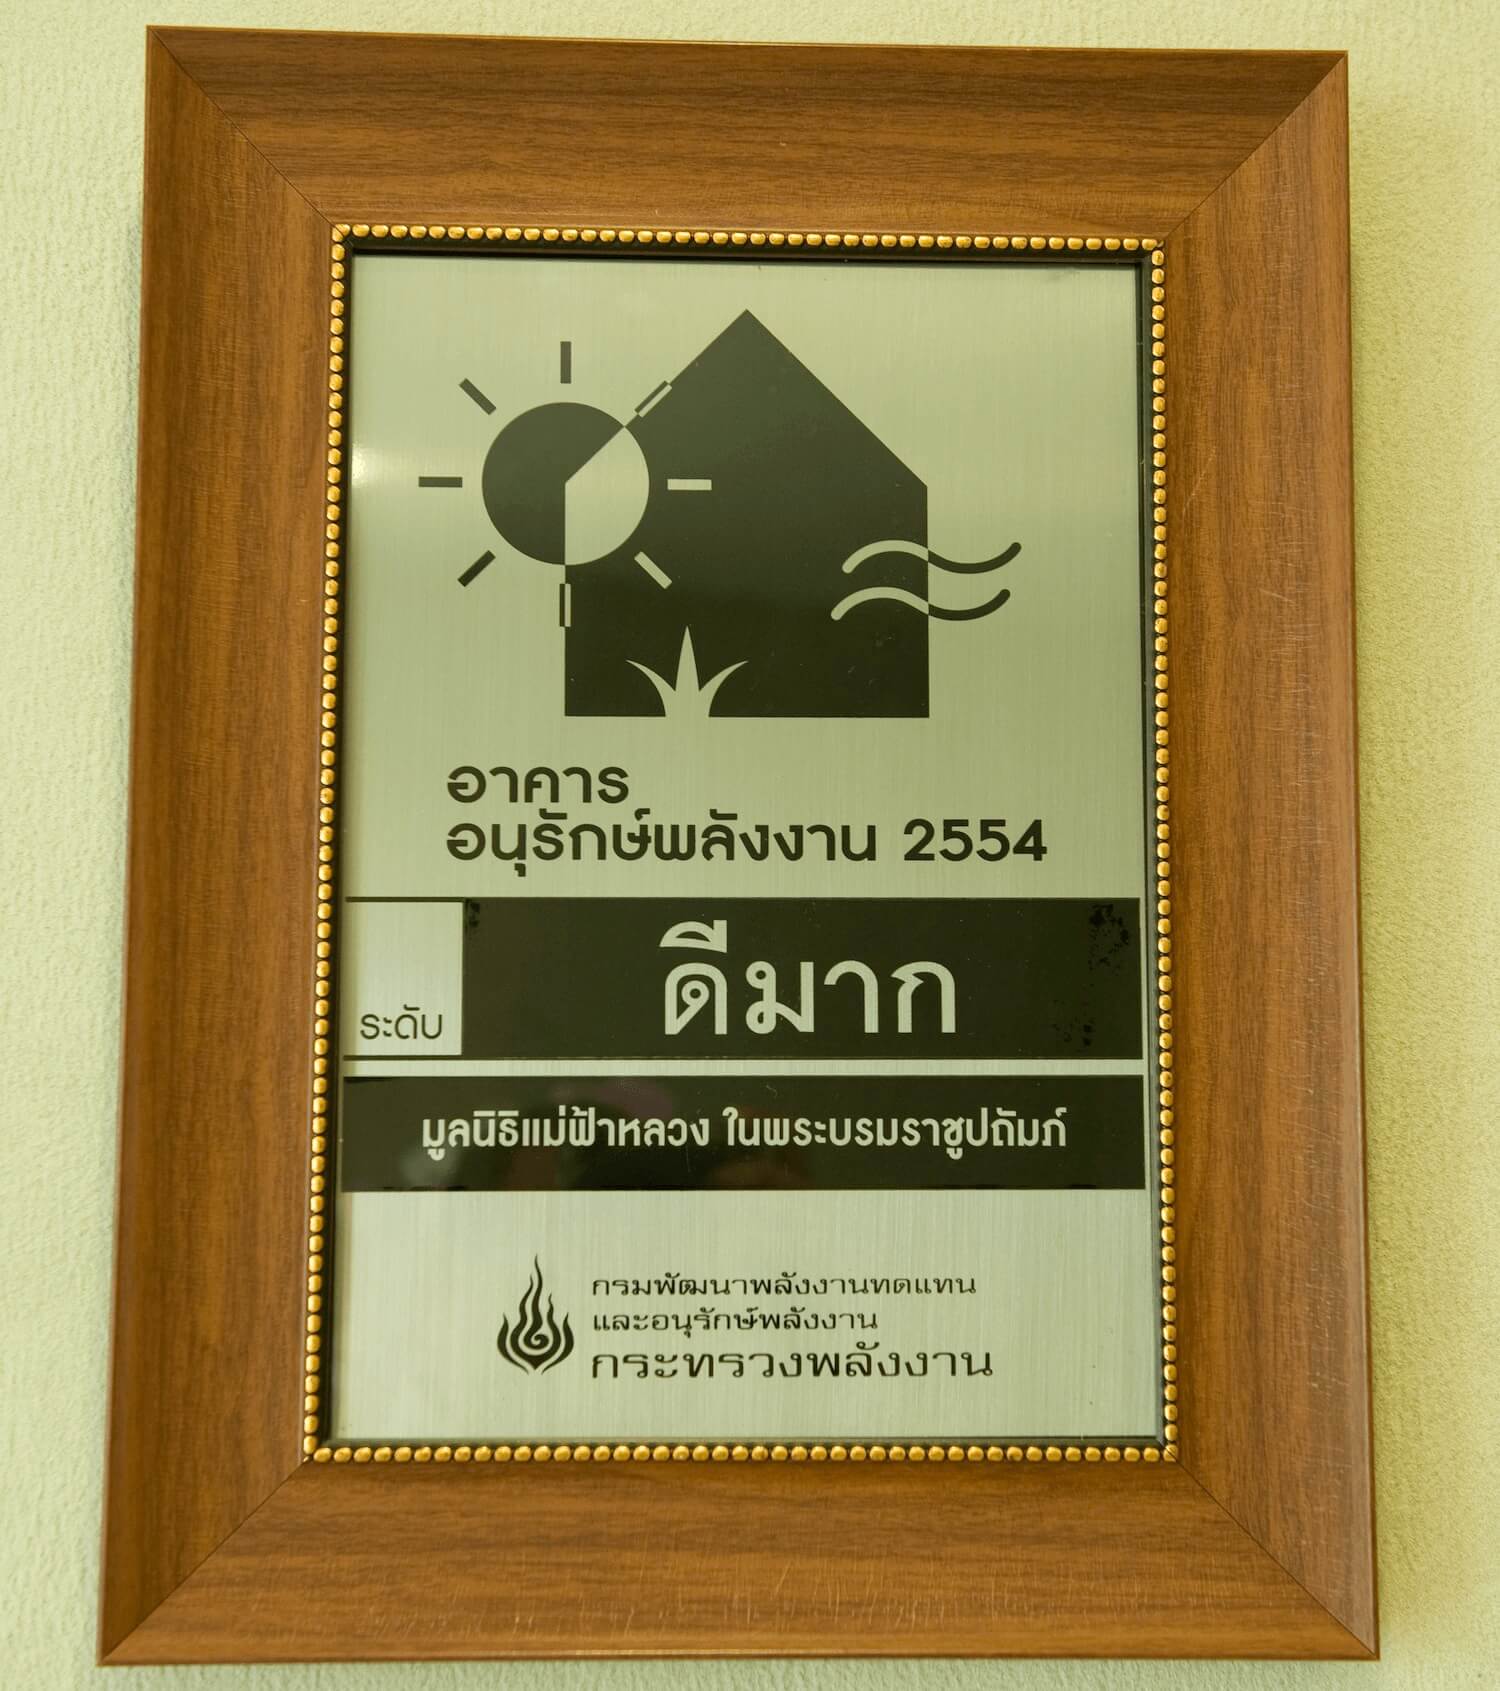 อาคาร
อนุรักษ์พลังงาน 2554
ระดับ
ดีมาก
มูลนิธิแม่ฟ้าหลวง ในพระบรมราชูปถัมภ์
กรมพัฒนาพลังงานทดแทน
และอนุรักษ์พลังงาน
กระทรวงพลังงาน